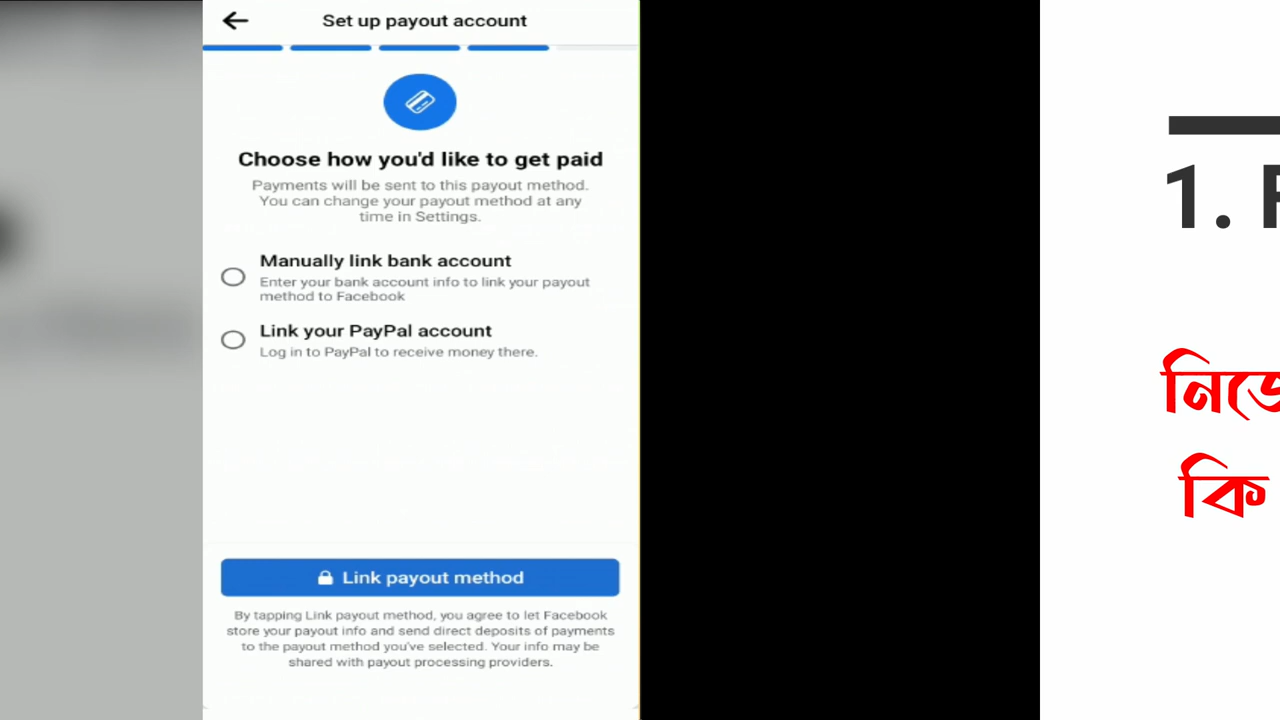 Set up payout account
Choose how you'd like to get paid
Payments will be sent to this payout method.
You can change your payout method at any
time in Settings.
Manually link bank account
Enter your bank account info to link your payout
method to Facebook
Link your PayPal account
Log in to PayPal to receive money there.
Link payout method
By tapping Link payout method, you agree to let Facebook
store your payout info and send direct deposits of payments
to the payout method you've selected. Your info may be
shared with payout processing providers.
1.
কি